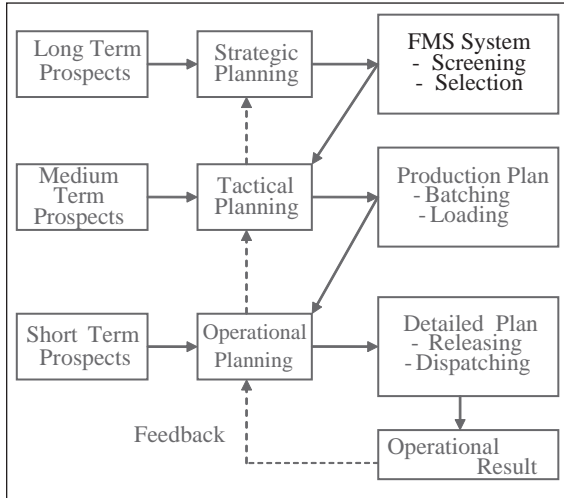 Long Term
Prospects
Strategic
Planning
FMS System
- Screening
- Selection
Medium
Term
Prospects
Tactical
Planning
Production Plan
- Batching
- Loading
Short Term
Prospects
Operational
Planning
Detailed Plan
- Releasing
- Dispatching
Feedback
Operational
Result